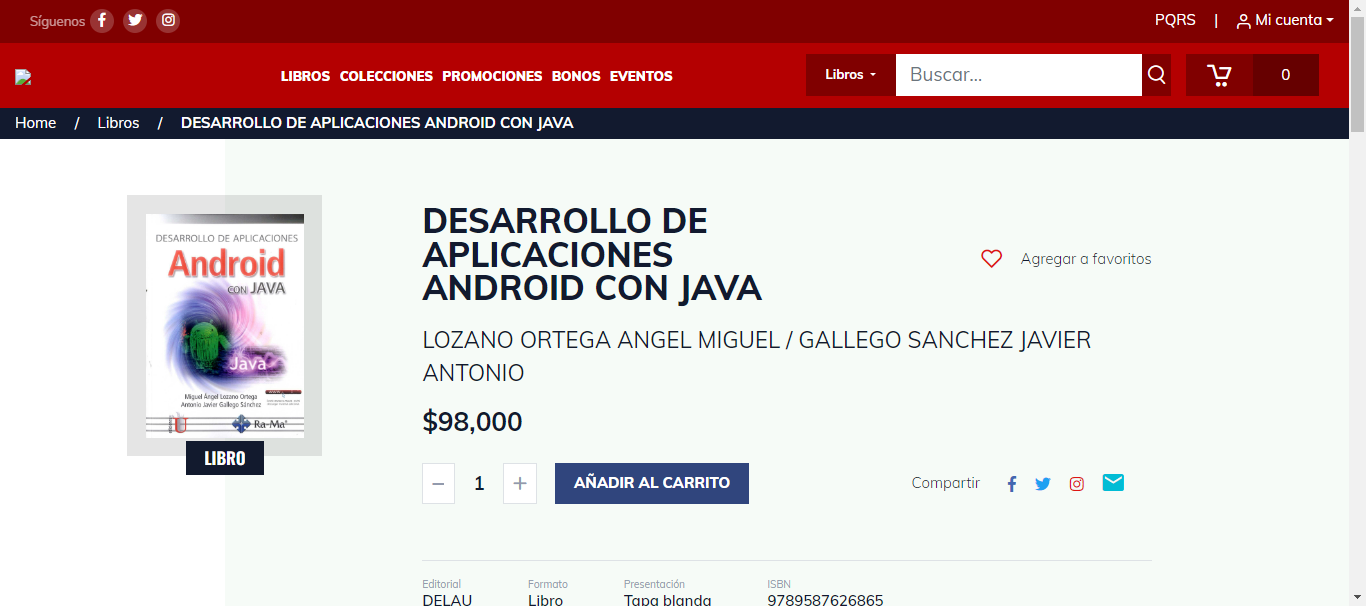 Síguenos
PQRS | Mi cuenta
LIBROS COLECCIONES PROMOCIONES BONOS EVENTOS
Libros Buscar... 0
Home / Libros / DESARROLLO DE APLICACIONES ANDROID CON JAVA
DESARROLLO DE APLICACIONES
Android
CON JAVA
Java
Miguel Ángel Lozano Ortega
Antonio Javier Gallego Sánchez
Ra-Ma
LIBRO
DESARROLLO DE
APLICACIONES
ANDROID CON JAVA
Agregar a favoritos
LOZANO ORTEGA ANGEL MIGUEL / GALLEGO SANCHEZ JAVIER
ANTONIO
$98,000
− 1 + AÑADIR AL CARRITO
Compartir
Editorial Formato Presentación ISBN
DELAU Libro Tapa blanda 9789587626865